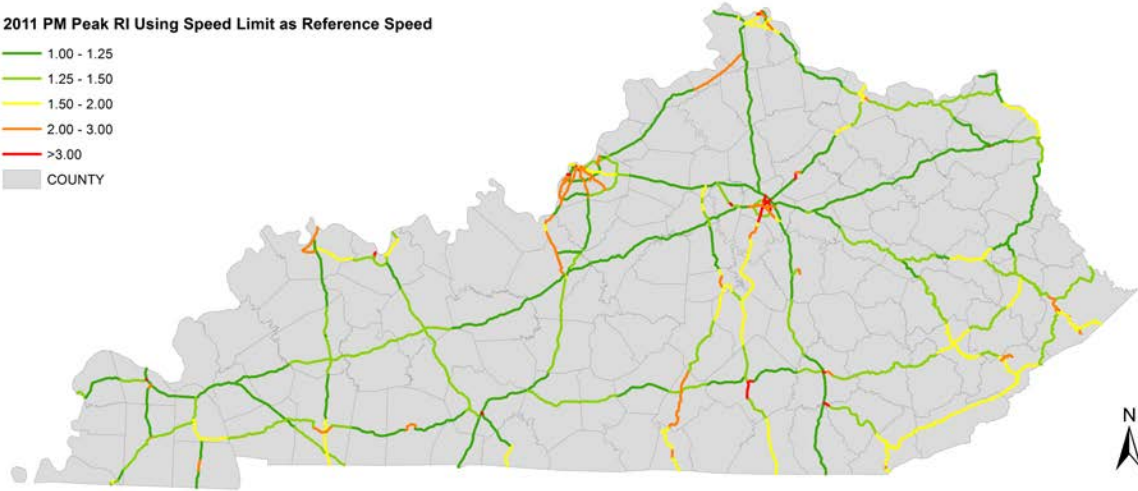 2011 PM Peak RI Using Speed Limit as Reference Speed
1.00 - 1.25
1.25 - 1.50
1.50 - 2.00
2.00 - 3.00
>3.00
COUNTY
N